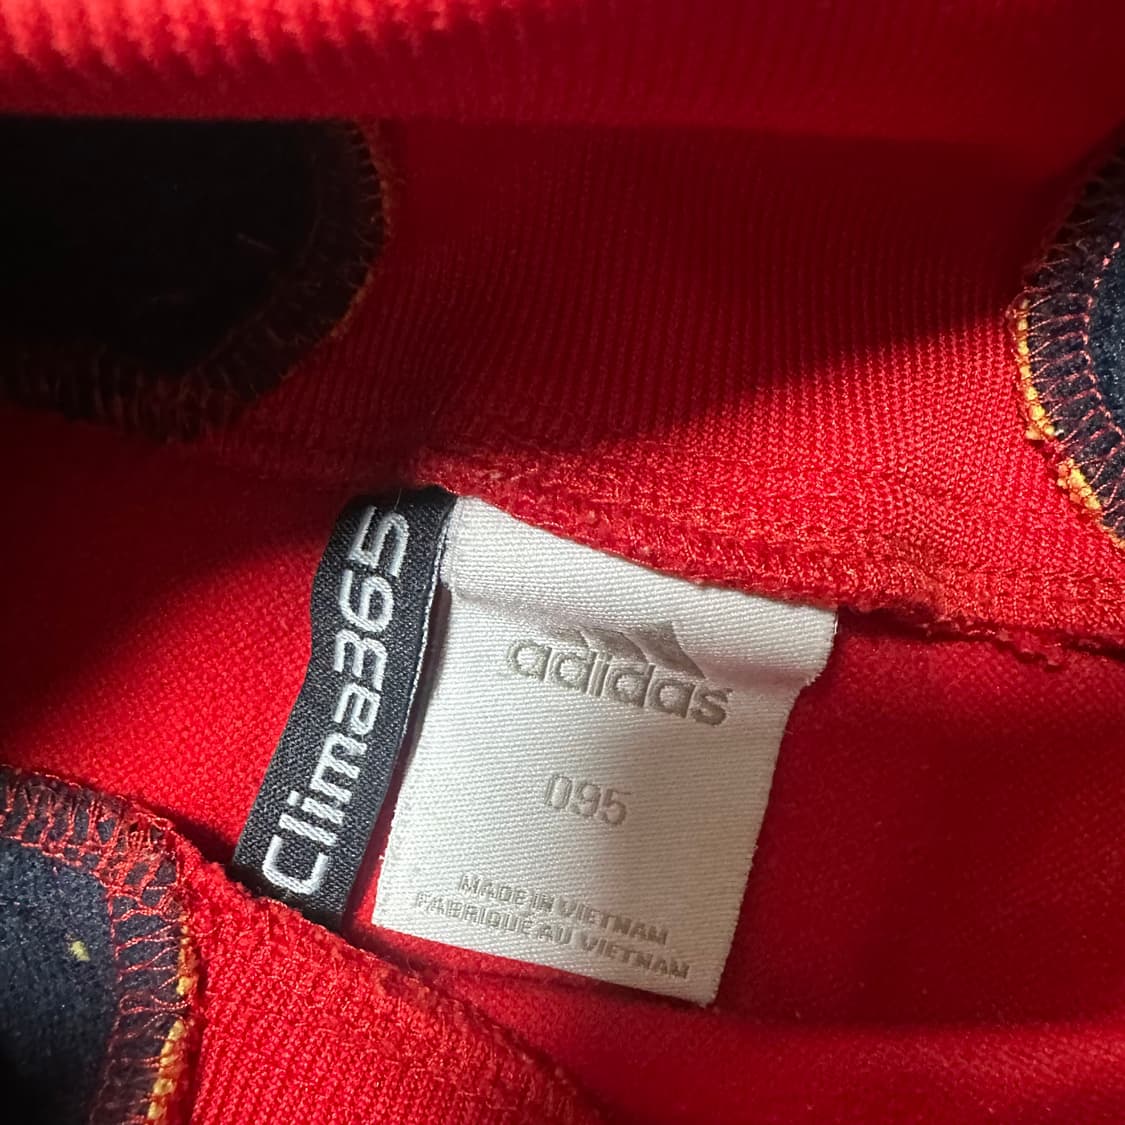 Clima365
adidas
095
MADE IN VIETNAM
FABRIQUÉ AU VIETNAM